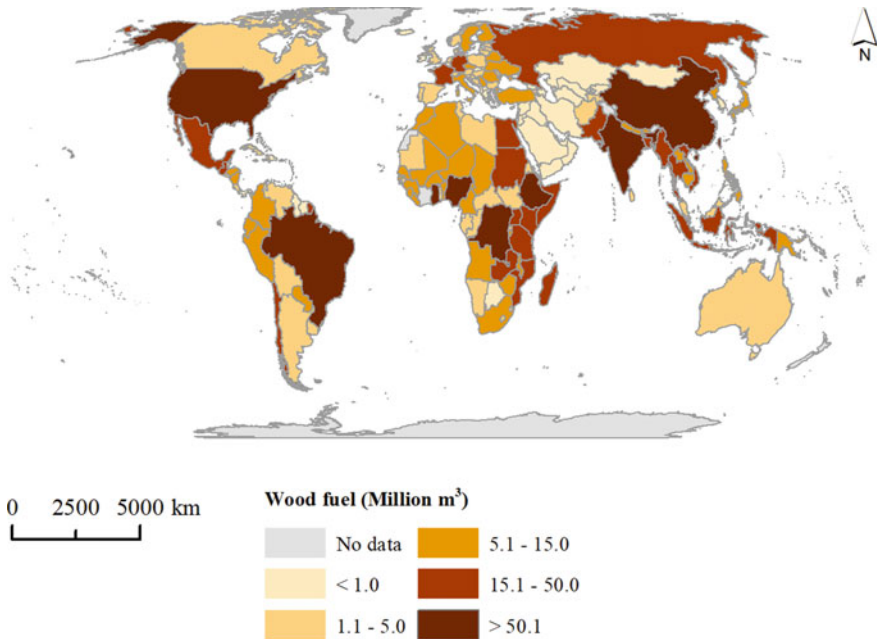 N
0 2500 5000 km
Wood fuel (Million m³)
No data
5.1 - 15.0
< 1.0
15.1 - 50.0
1.1 - 5.0
> 50.1